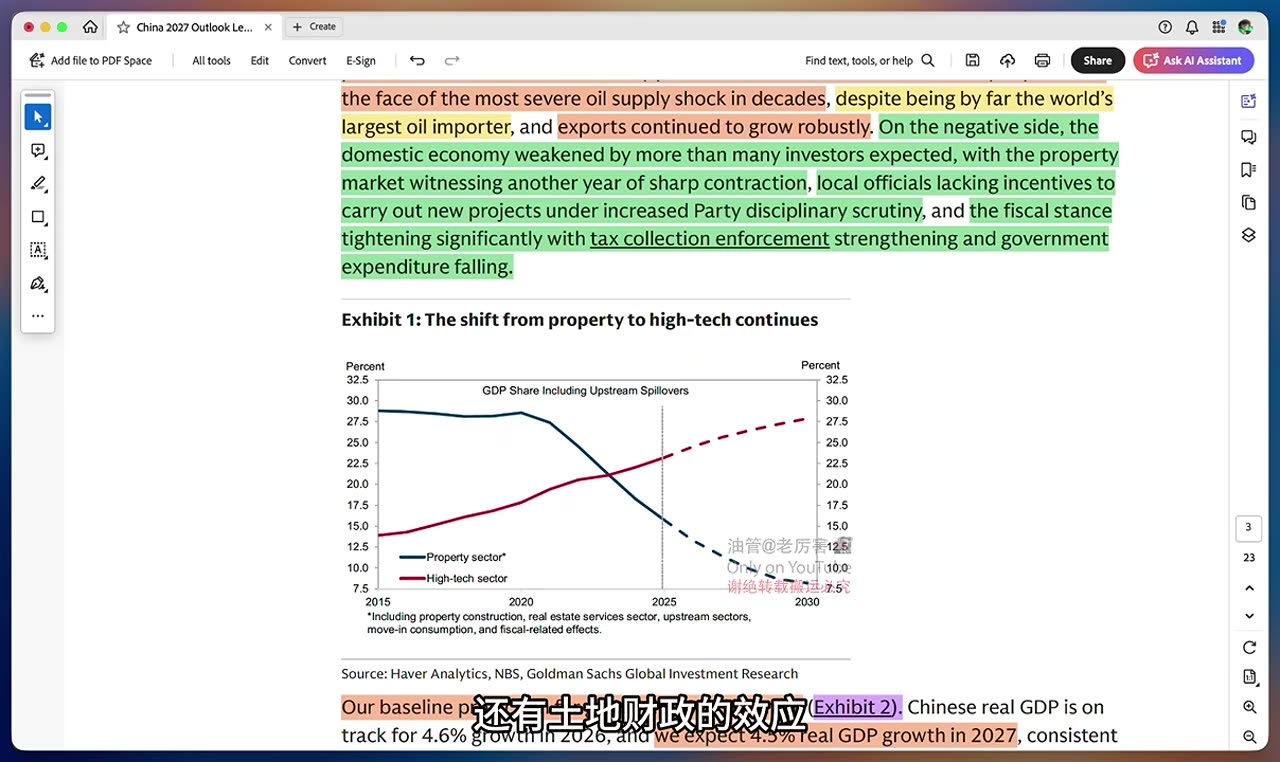 China 2027 Outlook Le...
Create
Add file to PDF Space
All tools
Edit
Convert
E-Sign
Find text, tools, or help
Share
Ask AI Assistant
the face of the most severe oil supply shock in decades, despite being by far the world's
largest oil importer, and exports continued to grow robustly. On the negative side, the
domestic economy weakened by more than many investors expected, with the property
market witnessing another year of sharp contraction, local officials lacking incentives to
carry out new projects under increased Party disciplinary scrutiny, and the fiscal stance
tightening significantly with tax collection enforcement strengthening and government
expenditure falling.
Exhibit 1: The shift from property to high-tech continues
Percent
Percent
GDP Share Including Upstream Spillovers
32.5 32.5
30.0 30.0
27.5 27.5
25.0 25.0
22.5 22.5
20.0 20.0
17.5 17.5
15.0 15.0
12.5 12.5
10.0 10.0
7.5 7.5
Property sector*
High-tech sector
油管@老厉害
Only on YouTube
谢绝转载搬运必究
2015 2020 2025 2030
*Including property construction, real estate services sector, upstream sectors,
move-in consumption, and fiscal-related effects.
Source: Haver Analytics, NBS, Goldman Sachs Global Investment Research
Our baseline (Exhibit 2). Chinese real GDP is on
还有土地财政的效应
track for 4.6% growth in 2026, and we expect 4.5% real GDP growth in 2027, consistent
3
23